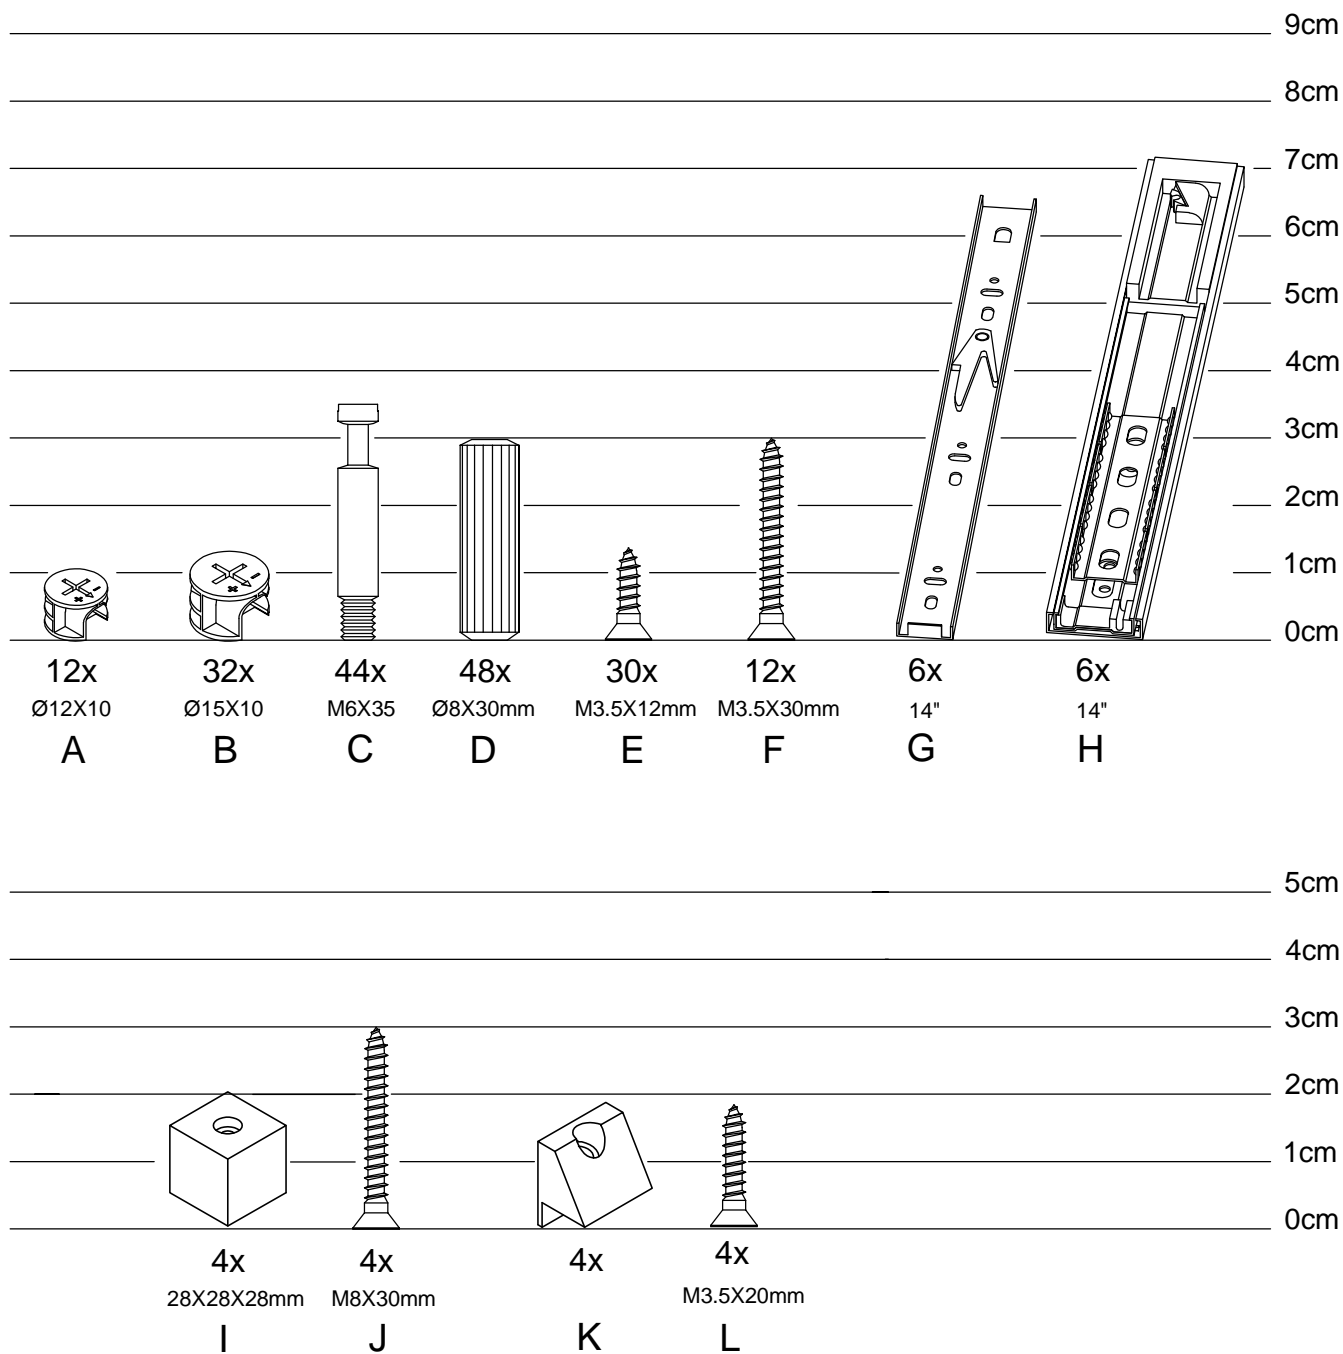 9cm
8cm
7cm
6cm
5cm
4cm
3cm
2cm
1cm
0cm
12x 32x 44x 48x 30x 12x 6x 6x
Ø12X10 Ø15X10 M6X35 Ø8X30mm M3.5X12mm M3.5X30mm 14" 14"
A B C D E F G H
5cm
4cm
3cm
2cm
1cm
0cm
4x 4x 4x 4x
28X28X28mm M8X30mm M3.5X20mm
I J K L